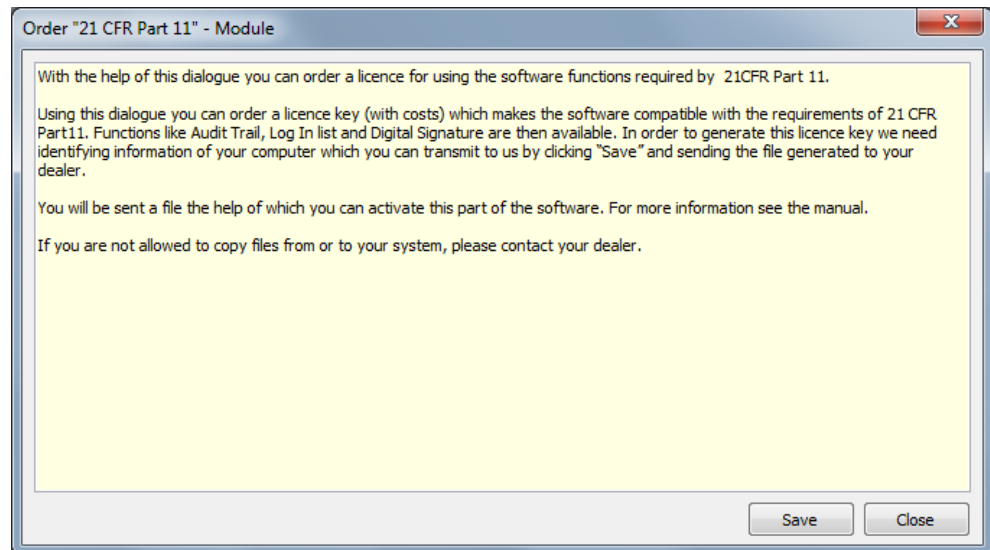 Order "21 CFR Part 11" - Module
With the help of this dialogue you can order a licence for using the software functions required by  21CFR Part 11.
Using this dialogue you can order a licence key (with costs) which makes the software compatible with the requirements of 21 CFR
Part11. Functions like Audit Trail, Log In list and Digital Signature are then available. In order to generate this licence key we need
identifying information of your computer which you can transmit to us by clicking “Save” and sending the file generated to your
dealer.
You will be sent a file the help of which you can activate this part of the software. For more information see the manual.
If you are not allowed to copy files from or to your system, please contact your dealer.
Save
Close